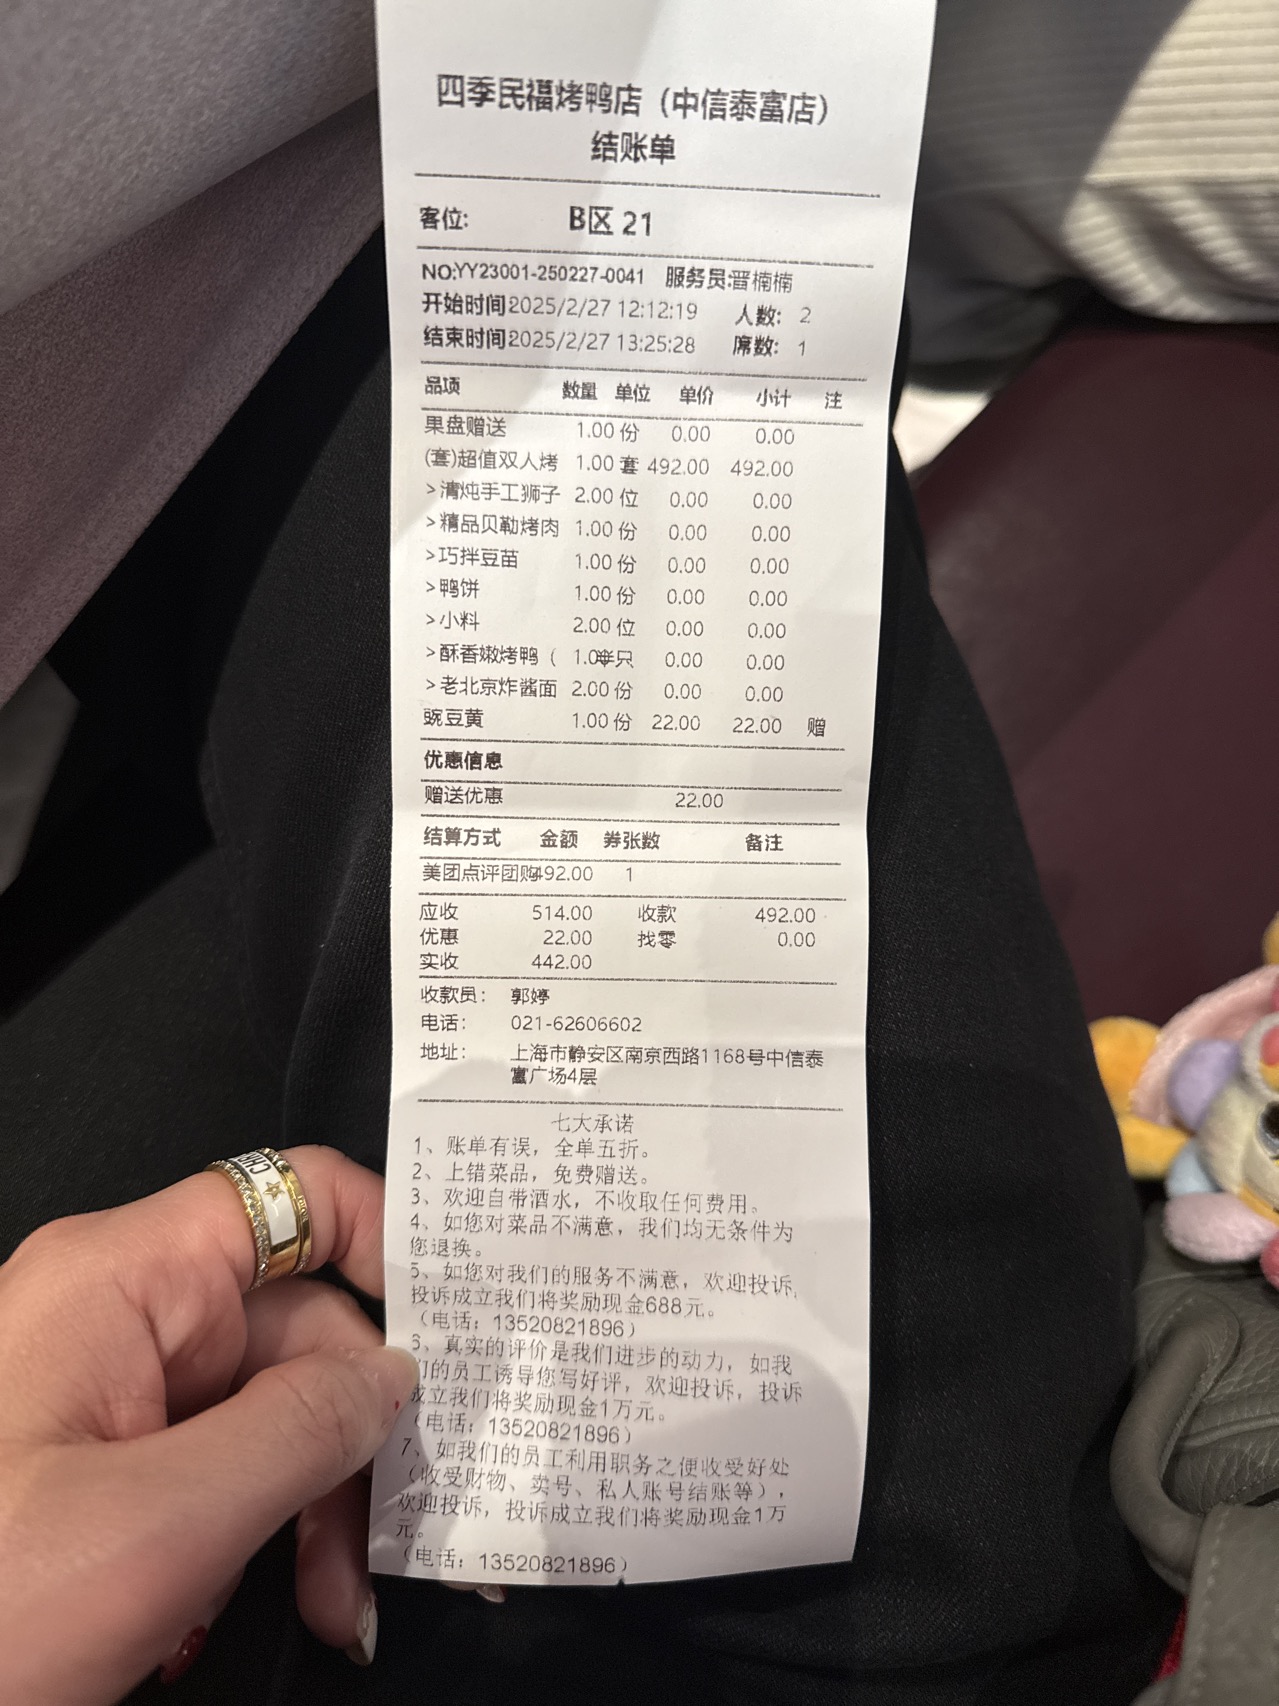 四季民福烤鸭店（中信泰富店）
结账单
客位: B区 21
NO:YY23001-250227-0041 服务员:晋楠楠
开始时间2025/2/27 12:12:19 人数: 2
结束时间2025/2/27 13:25:28 席数: 1
品项 数量 单位 单价 小计 注
果盘赠送 1.00 份 0.00 0.00
(套)超值双人烤 1.00 套 492.00 492.00
>清炖手工狮子 2.00 位 0.00 0.00
>精品贝勒烤肉 1.00 份 0.00 0.00
>巧拌豆苗 1.00 份 0.00 0.00
>鸭饼 1.00 份 0.00 0.00
>小料 2.00 位 0.00 0.00
>酥香嫩烤鸭（ 1.00半只 0.00 0.00
>老北京炸酱面 2.00 份 0.00 0.00
豌豆黄 1.00 份 22.00 22.00 赠
优惠信息
赠送优惠 22.00
结算方式 金额 券张数 备注
美团点评团购492.00 1
应收 514.00 收款 492.00
优惠 22.00 找零 0.00
实收 442.00
收款员: 郭婷
电话: 021-62606602
地址: 上海市静安区南京西路1168号中信泰
富广场4层
七大承诺
1、账单有误，全单五折。
2、上错菜品，免费赠送。
3、欢迎自带酒水，不收取任何费用。
4、如您对菜品不满意，我们均无条件为
您退换。
5、如您对我们的服务不满意，欢迎投诉,
投诉成立我们将奖励现金688元。
（电话：13520821896）
6、真实的评价是我们进步的动力，如我
们的员工诱导您写好评，欢迎投诉，投诉
成立我们将奖励现金1万元。
（电话：13520821896）
7、如我们的员工利用职务之便收受好处
（收受财物、卖号、私人账号结账等），
欢迎投诉，投诉成立我们将奖励现金1万
元。
（电话：13520821896）